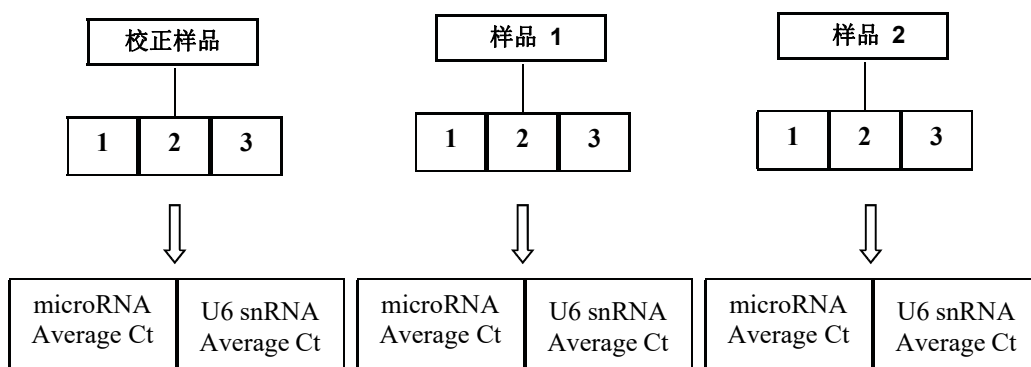 校正样品
样品 1
样品 2
1 2 3
1 2 3
1 2 3
microRNA
Average Ct
U6 snRNA
Average Ct
microRNA
Average Ct
U6 snRNA
Average Ct
microRNA
Average Ct
U6 snRNA
Average Ct